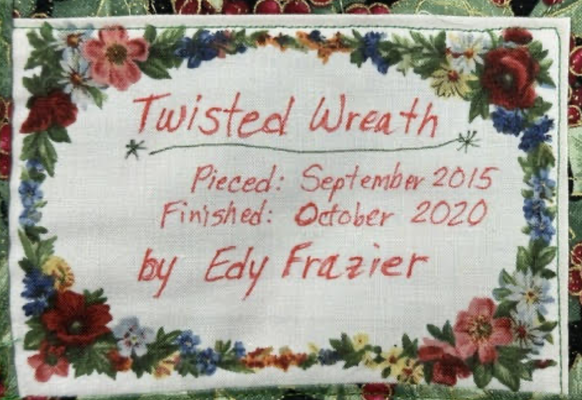 Twisted Wreath
Pieced: September 2015
Finished: October 2020
by Edy Frazier